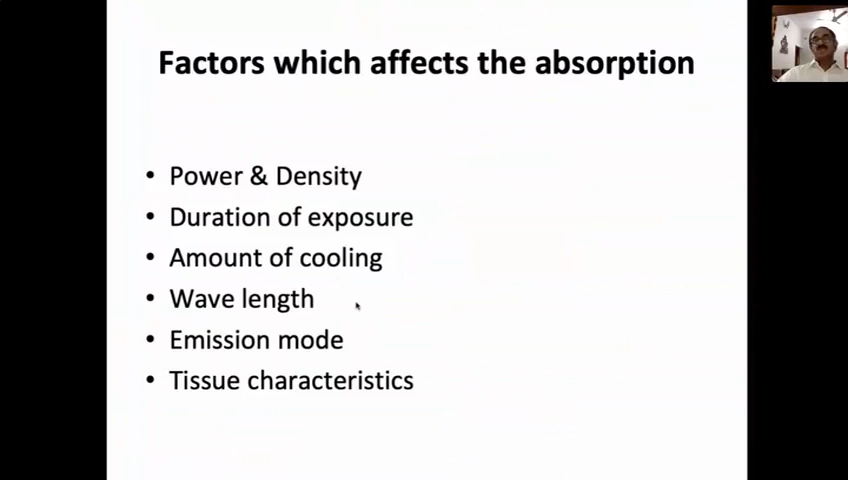 Factors which affects the absorption
• Power & Density
• Duration of exposure
• Amount of cooling
• Wave length
• Emission mode
• Tissue characteristics